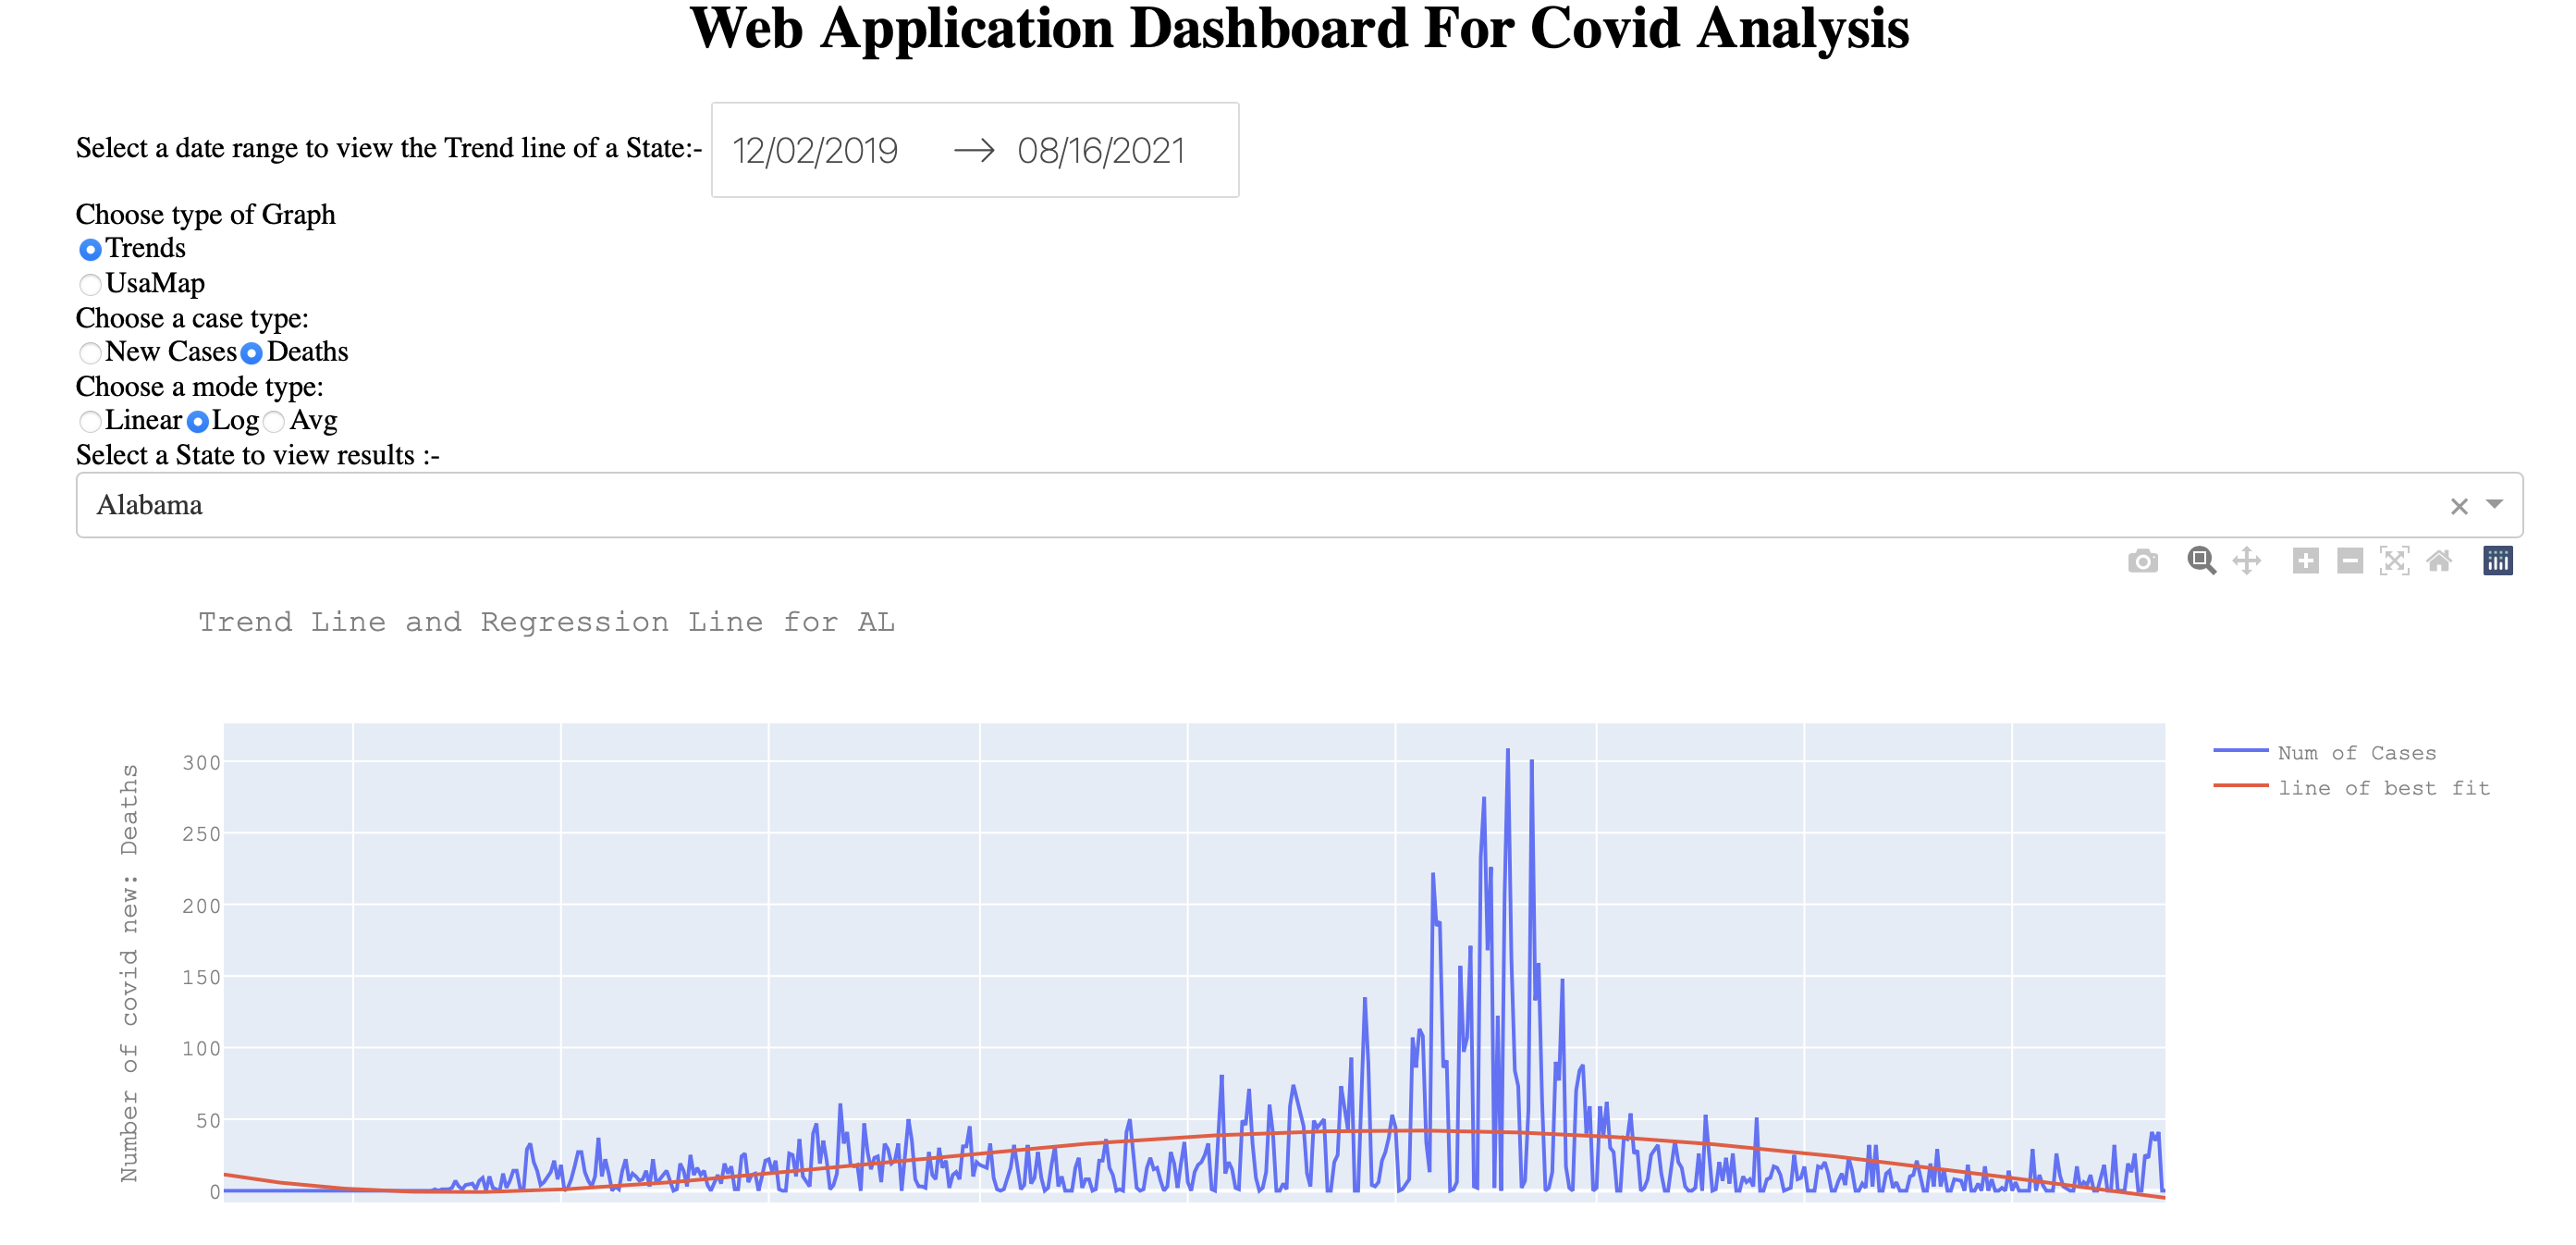 Web Application Dashboard For Covid Analysis
Select a date range to view the Trend line of a State:- 12/02/2019 → 08/16/2021
Choose type of Graph
Trends
UsaMap
Choose a case type:
New Cases Deaths
Choose a mode type:
Linear Log Avg
Select a State to view results :-
Alabama
Trend Line and Regression Line for AL
Number of covid new: Deaths
300
250
200
150
100
50
0
Num of Cases
line of best fit